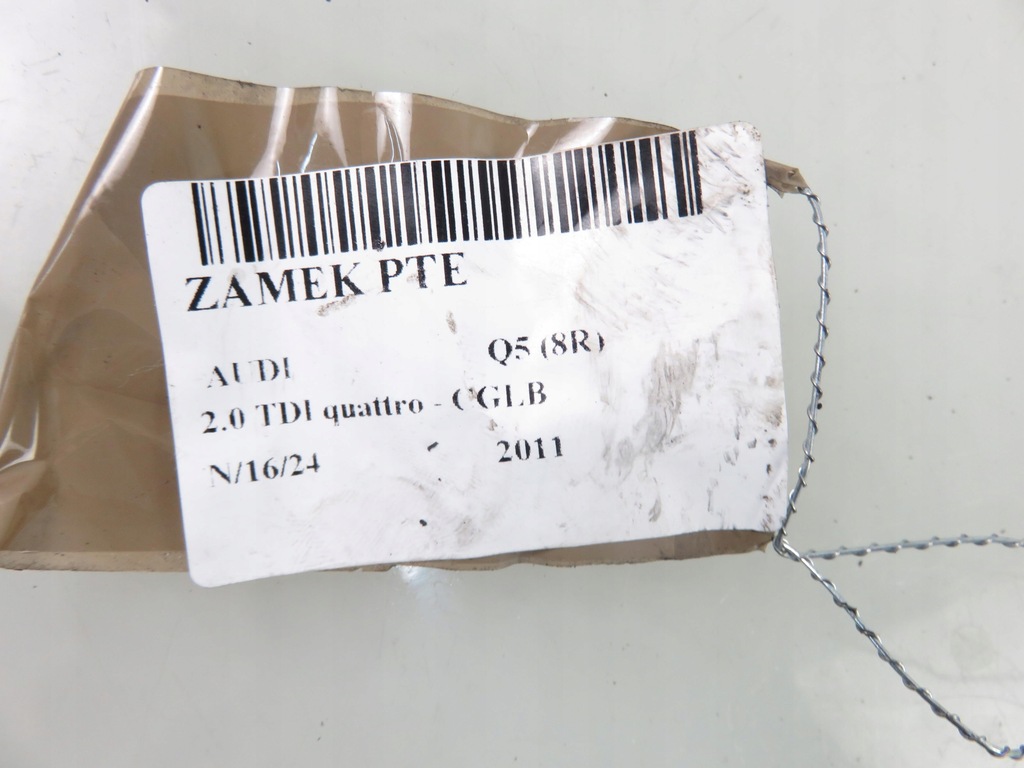 ZAMEK PTE
AUDI Q5 (8R)
2.0 TDI quattro - CGLB
N/16/24 2011